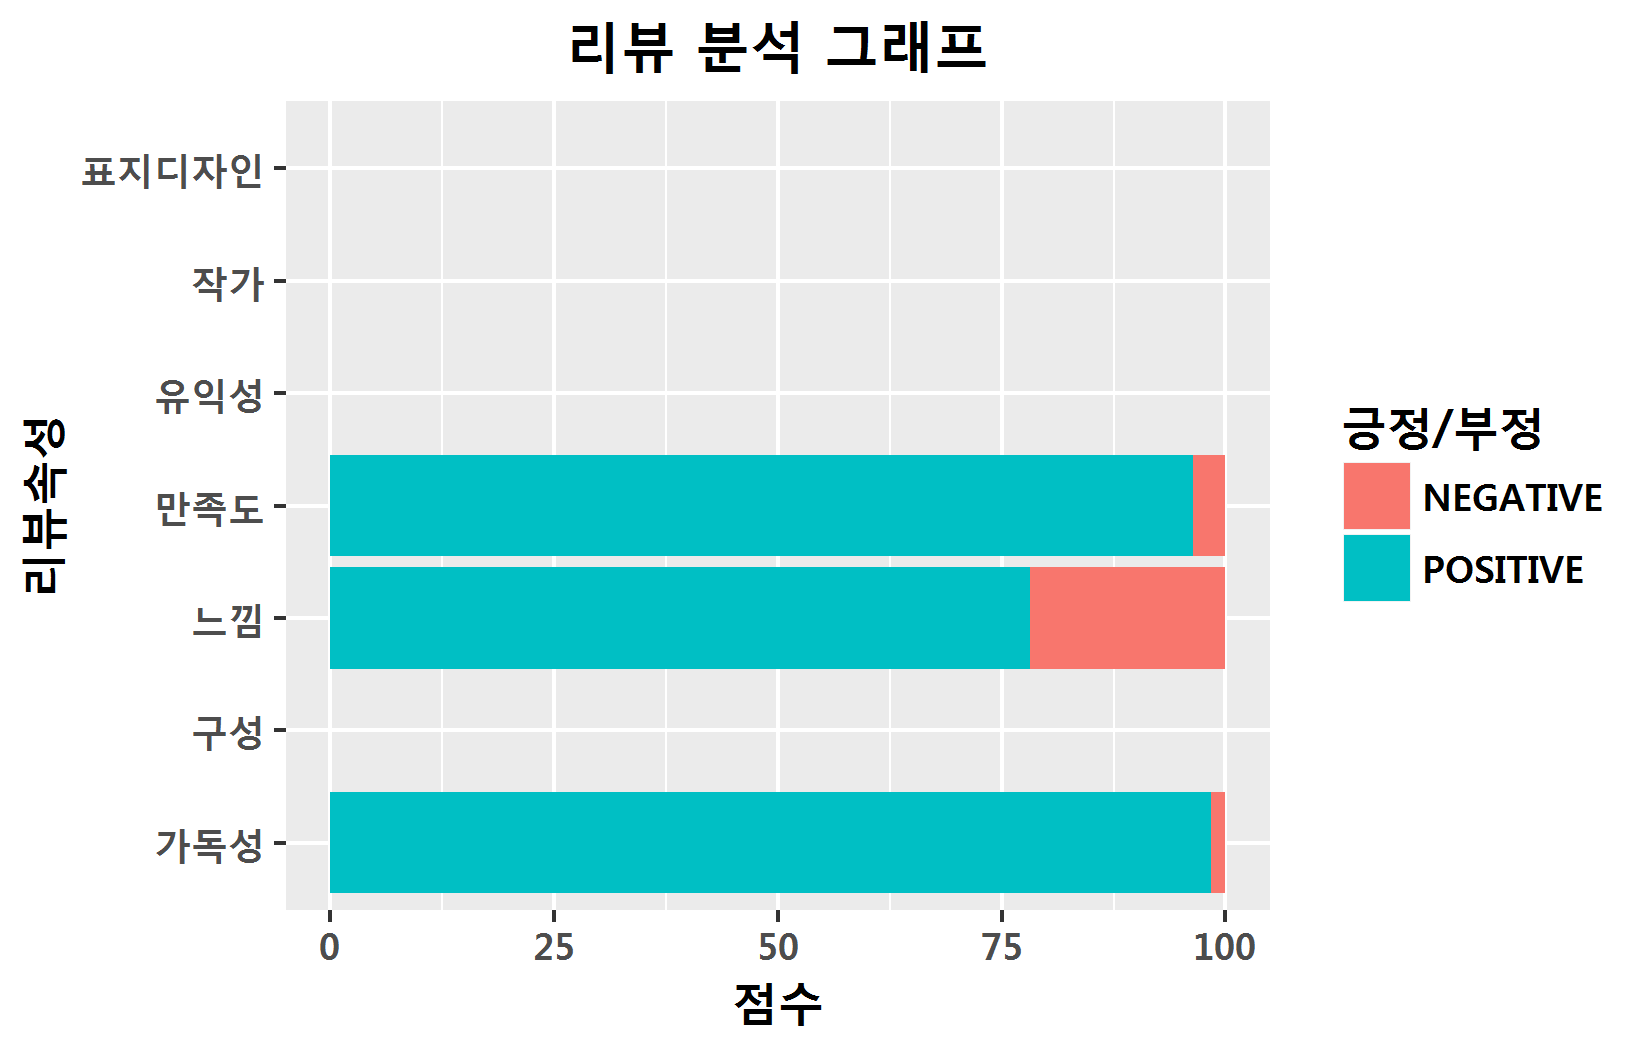 리뷰 분석 그래프
리뷰속성
표지디자인
작가
유익성
만족도
느낌
구성
가독성
0 25 50 75 100
점수
긍정/부정
NEGATIVE
POSITIVE